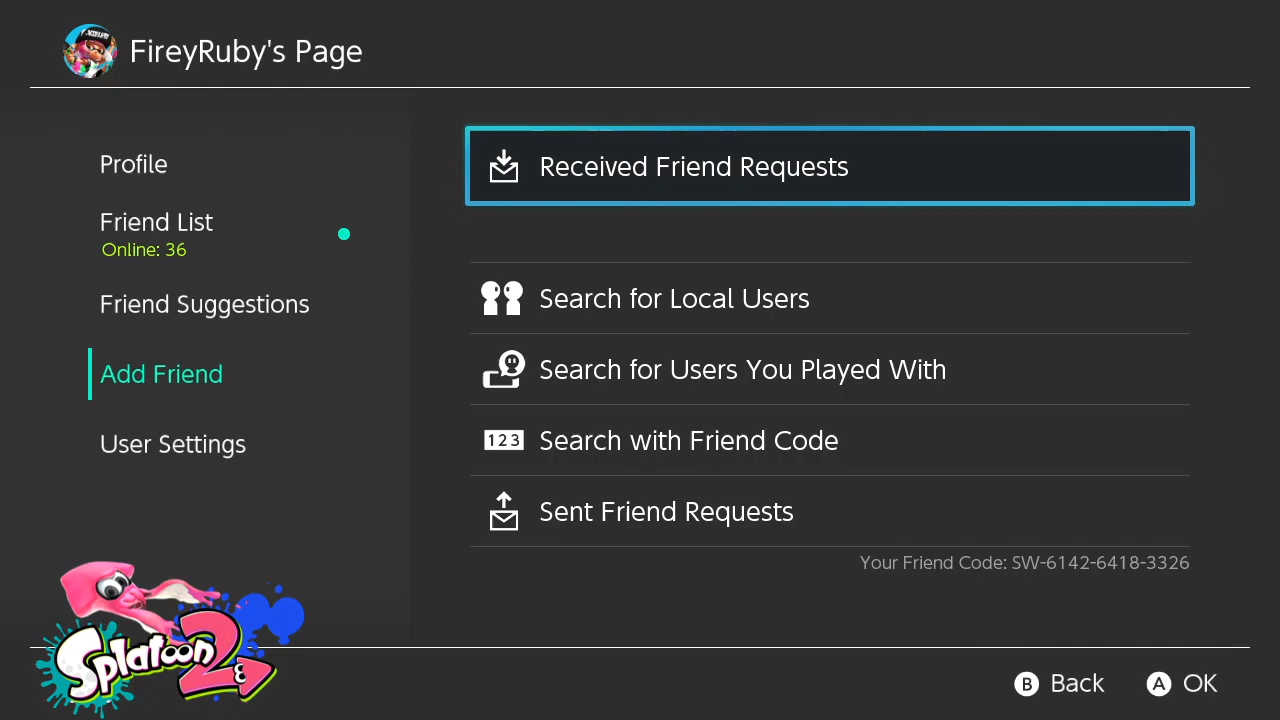 FireyRuby's Page
Profile
Friend List
Online: 36
Friend Suggestions
Add Friend
User Settings
Received Friend Requests
Search for Local Users
Search for Users You Played With
123 Search with Friend Code
Sent Friend Requests
Your Friend Code: SW-6142-6418-3326
Splatoon 2
B Back
A OK